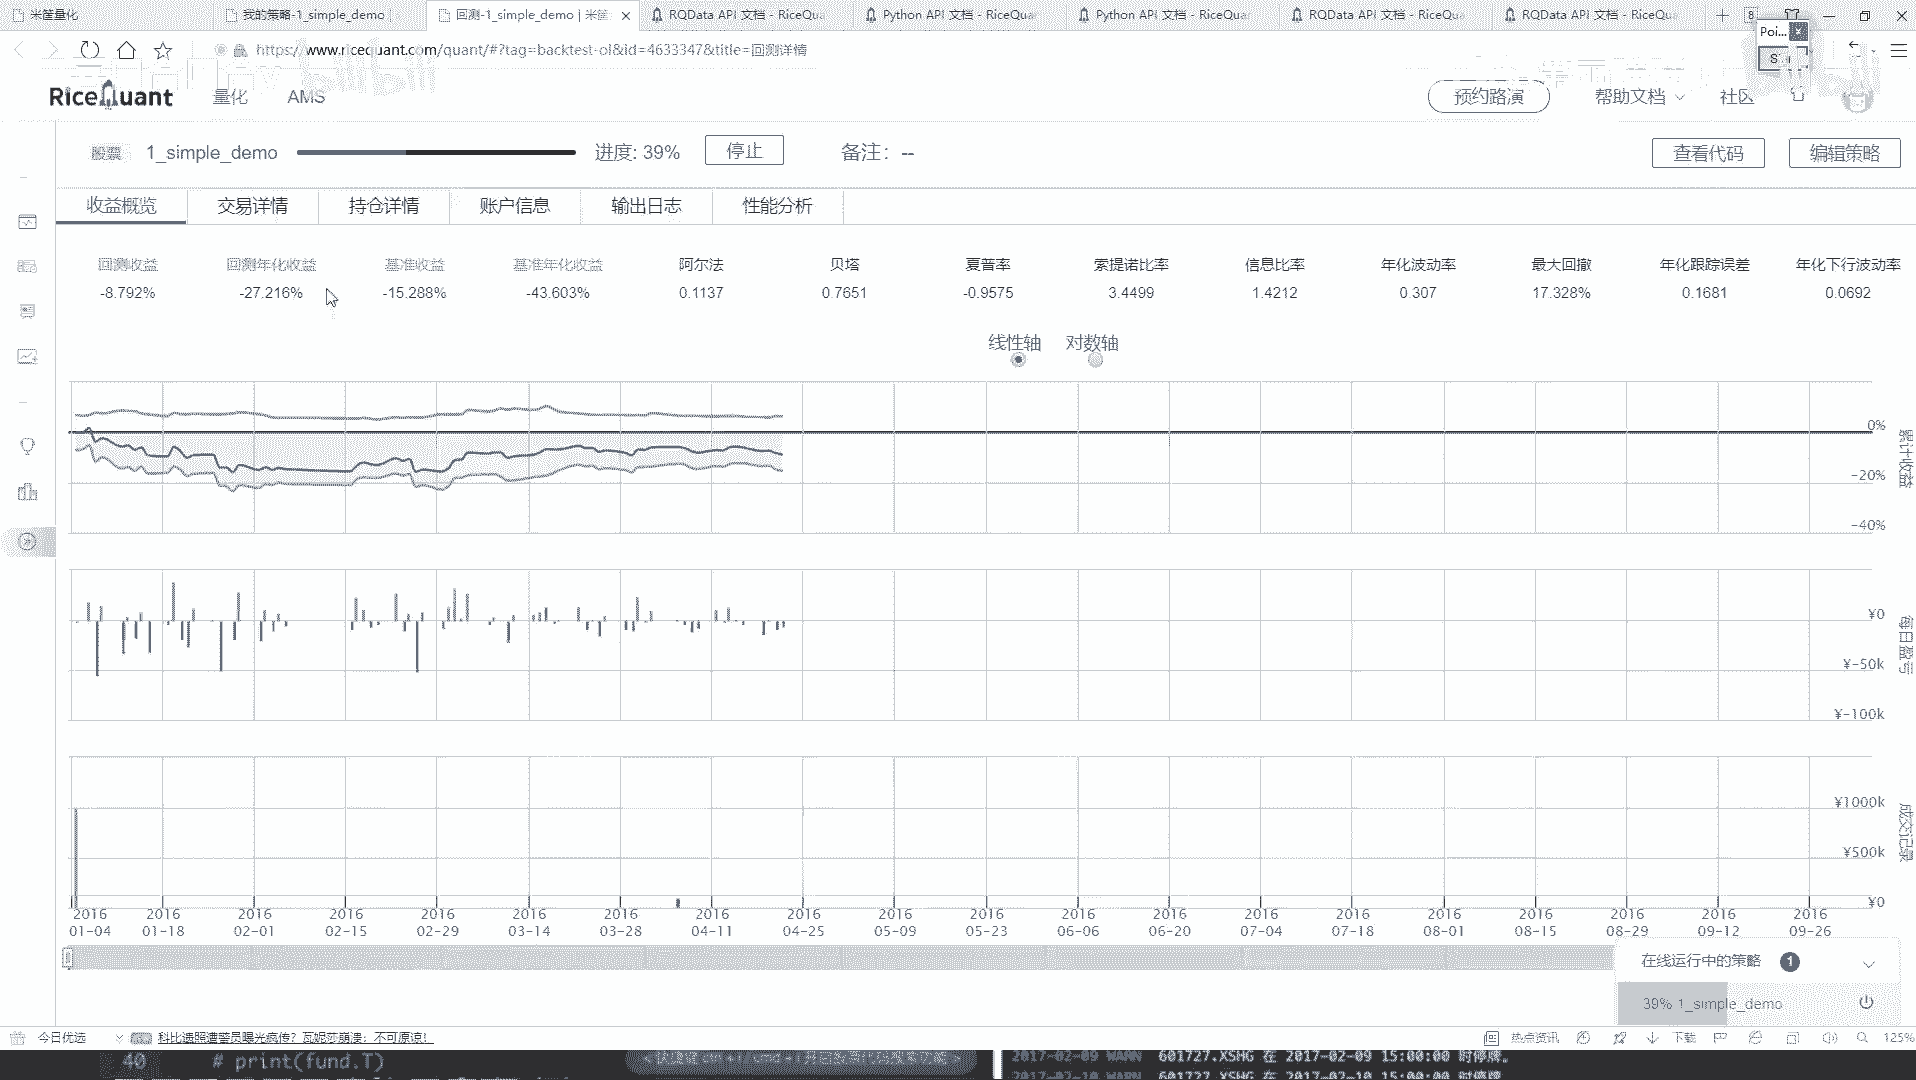 米筐量化
我的策略-1_simple_demo
回测-1_simple_demo | 米筐
RQData API 文档 - RiceQua
Python API 文档 - RiceQua
Python API 文档 - RiceQua
RQData API 文档 - RiceQua
RQData API 文档 - RiceQua
8
Poi...
https://www.ricequant.com/quant/#?tag=backtest-ol&id=4633347&title=回测详情
RiceQuant
量化
AMS
预约路演
帮助文档
社区
股票
1_simple_demo
进度: 39%
停止
备注: --
查看代码
编辑策略
收益概览
交易详情
持仓详情
账户信息
输出日志
性能分析
回测收益
回测年化收益
基准收益
基准年化收益
阿尔法
贝塔
夏普率
索提诺比率
信息比率
年化波动率
最大回撤
年化跟踪误差
年化下行波动率
-8.792%
-27.216%
-15.288%
-43.603%
0.1137
0.7651
-0.9575
3.4499
1.4212
0.307
17.328%
0.1681
0.0692
线性轴
对数轴
0%
-20%
-40%
累计收益
¥0
¥-50k
¥-100k
每日盈亏
¥1000k
¥500k
¥0
成交记录
2016 2016 2016 2016 2016 2016 2016 2016 2016 2016 2016 2016 2016 2016 2016 2016 2016 2016 2016 2016
01-04 01-18 02-01 02-15 02-29 03-14 03-28 04-11 04-25 05-09 05-23 06-06 06-20 07-04 07-18 08-01 08-15 08-29 09-12 09-26
在线运行中的策略 1
39% 1_simple_demo
今日优选
科比遗照遭警员曝光疯传？瓦妮莎崩溃：不可原谅！
热点资讯
下载
125%
40 # print(fund.T)
2017-02-09 WARN 601727.XSHG 在 2017-02-09 15:00:00 时停牌。
2017-02-10 WARN 601727.XSHG 在 2017-02-10 15:00:00 时停牌。